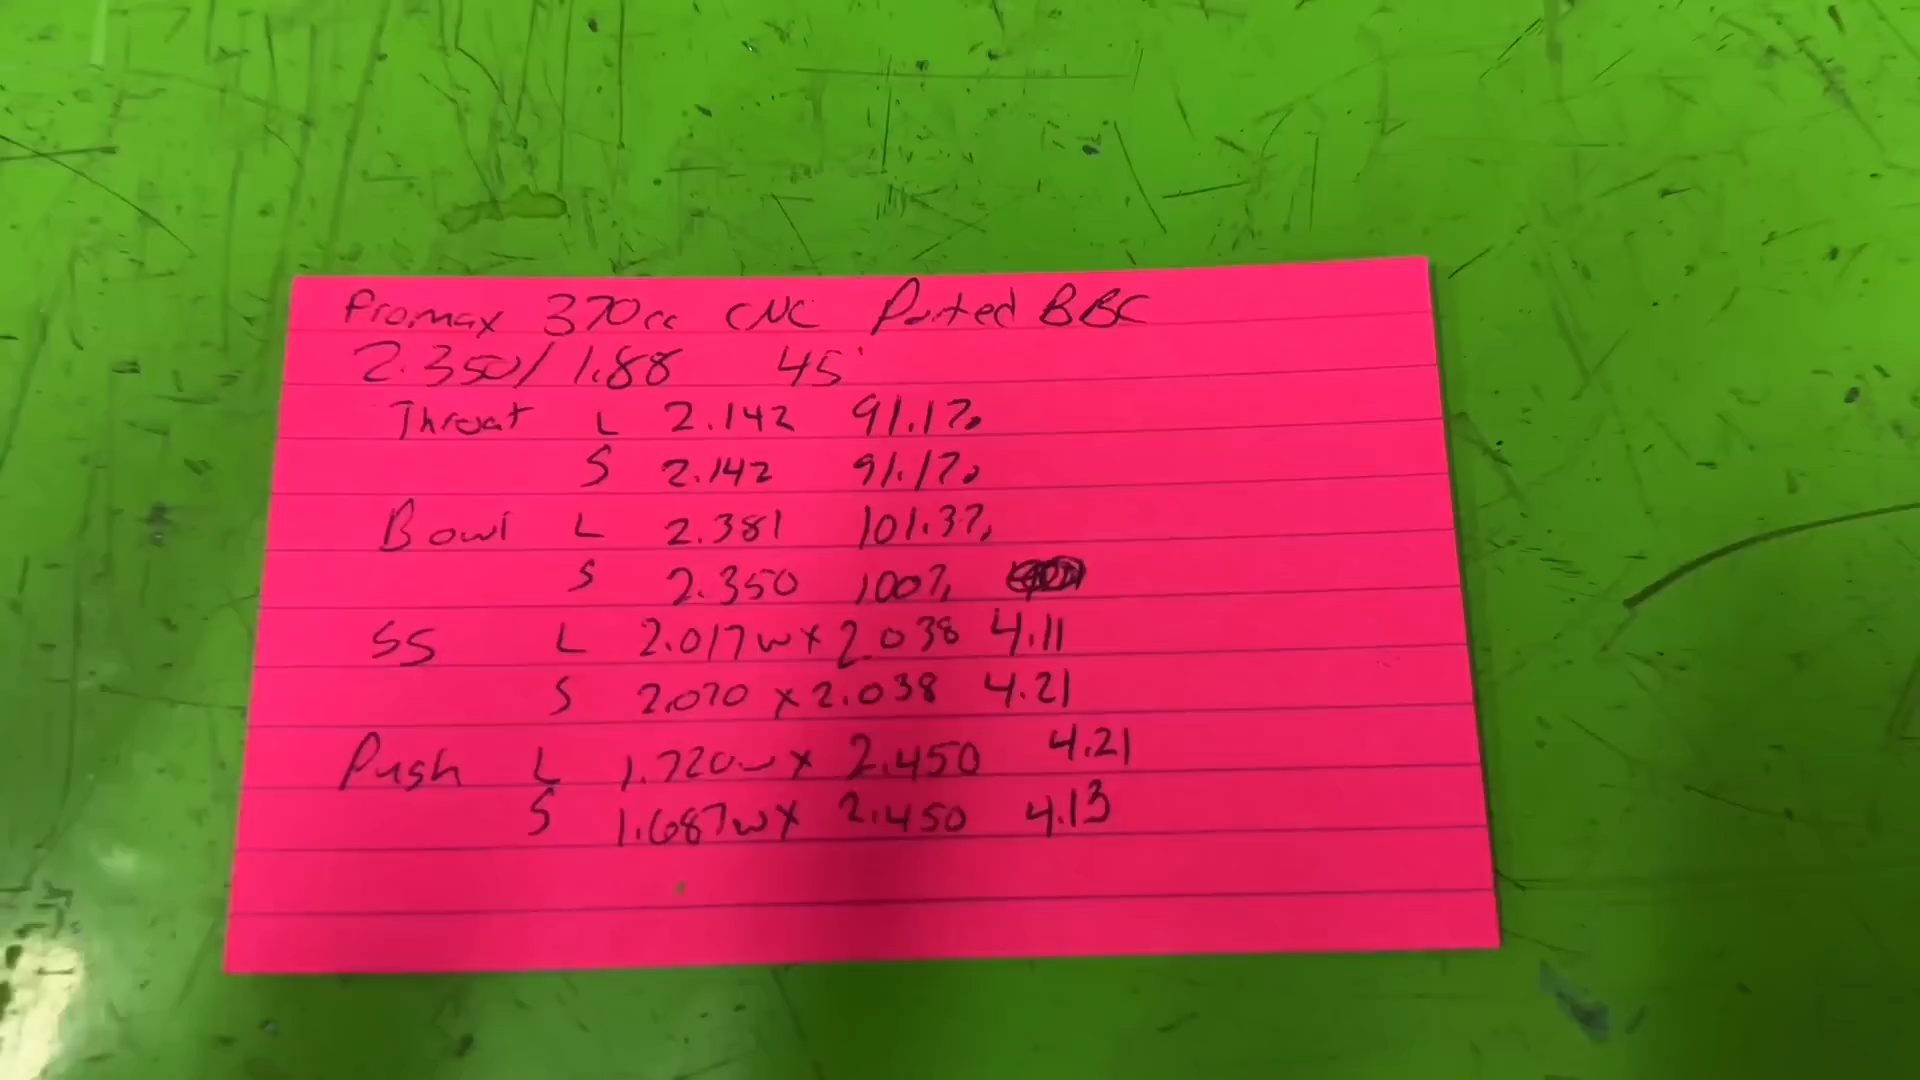 Promax 370cc CNC Ported BBC
2.350/1.88 45°
Throat L 2.142 91.1%
S 2.142 91.1%
Bowl L 2.381 101.3%
S 2.350 100%
SS L 2.017w x 2.038 4.11
S 2.070 x 2.038 4.21
Push L 1.720w x 2.450 4.21
S 1.687w x 2.450 4.13